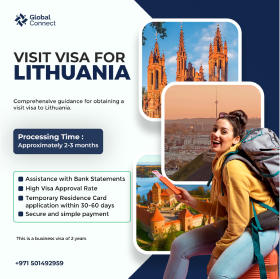 Global
Connect
VISIT VISA FOR
LITHUANIA
Comprehensive guidance for obtaining a
visit visa to Lithuania.
Processing Time :
Approximately 2-3 months
Assistance with Bank Statements
High Visa Approval Rate
Temporary Residence Card
application within 30-60 days
Secure and simple payment
This is a business visa of 2 years
+971 501492959